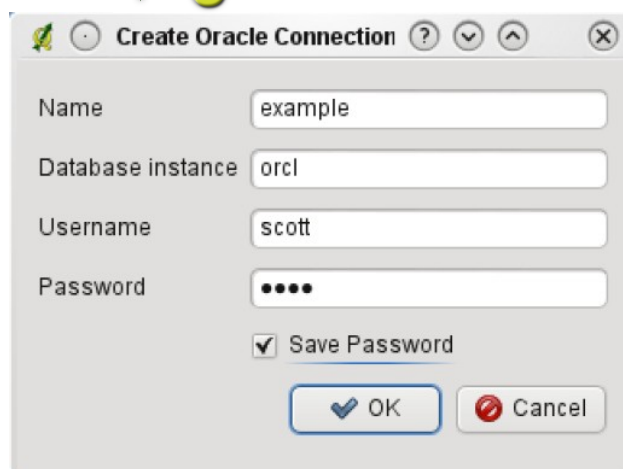 Create Oracle Connection
Name example
Database instance orcl
Username scott
Password ●●●●
Save Password
OK Cancel